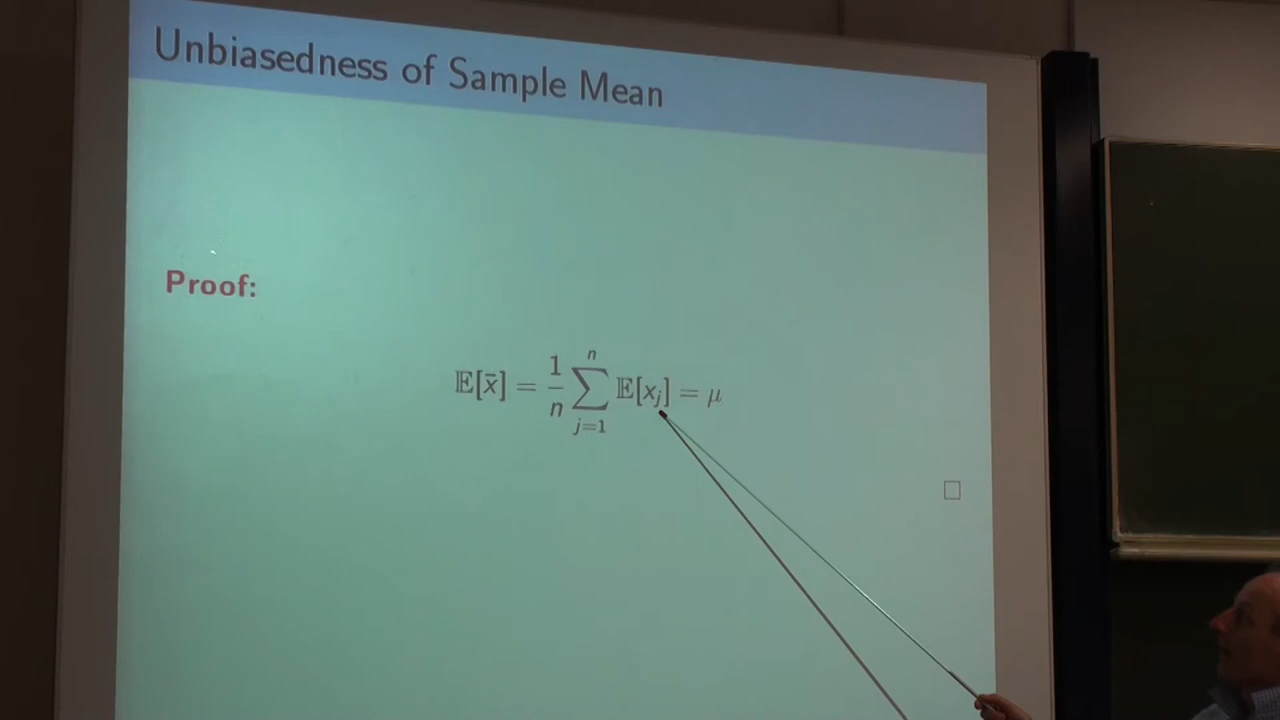 Unbiasedness of Sample Mean
Proof:
𝔼[x̄] = 1/n ∑_{j=1}^{n} 𝔼[x_j] = μ
□